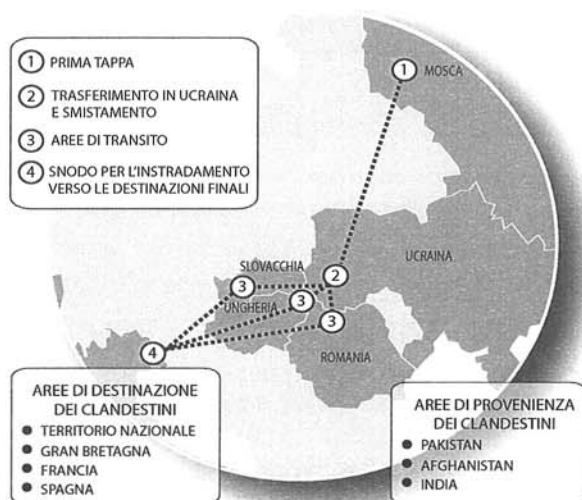 1 PRIMA TAPPA
2 TRASFERIMENTO IN UCRAINA
E SMISTAMENTO
3 AREE DI TRANSITO
4 SNODO PER L'INSTRADAMENTO
VERSO LE DESTINAZIONI FINALI
1 MOSCA
UCRAINA
SLOVACCHIA
2
3
UNGHERIA
3
3
ROMANIA
4
AREE DI DESTINAZIONE
DEI CLANDESTINI
● TERRITORIO NAZIONALE
● GRAN BRETAGNA
● FRANCIA
● SPAGNA
AREE DI PROVENIENZA
DEI CLANDESTINI
● PAKISTAN
● AFGHANISTAN
● INDIA